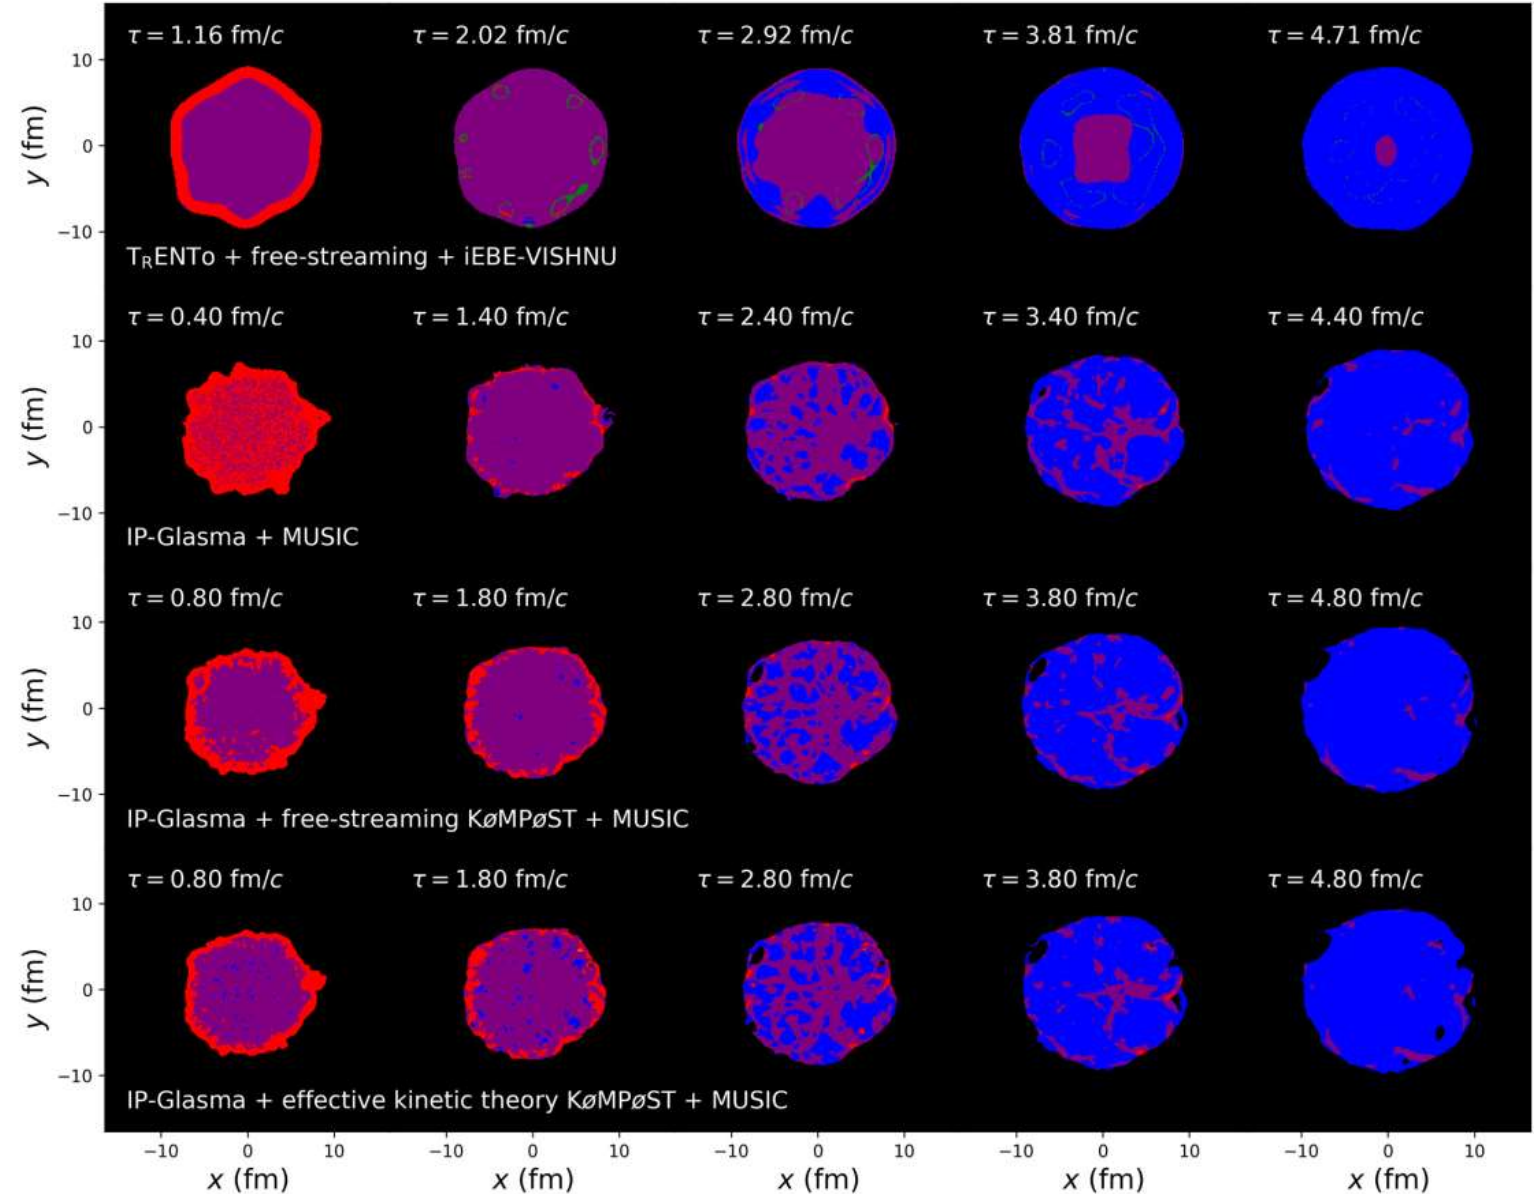 τ = 1.16 fm/c τ = 2.02 fm/c τ = 2.92 fm/c τ = 3.81 fm/c τ = 4.71 fm/c
10
y (fm)
0
−10
TRENTo + free-streaming + iEBE-VISHNU
τ = 0.40 fm/c τ = 1.40 fm/c τ = 2.40 fm/c τ = 3.40 fm/c τ = 4.40 fm/c
10
y (fm)
0
−10
IP-Glasma + MUSIC
τ = 0.80 fm/c τ = 1.80 fm/c τ = 2.80 fm/c τ = 3.80 fm/c τ = 4.80 fm/c
10
y (fm)
0
−10
IP-Glasma + free-streaming KøMPøST + MUSIC
τ = 0.80 fm/c τ = 1.80 fm/c τ = 2.80 fm/c τ = 3.80 fm/c τ = 4.80 fm/c
10
y (fm)
0
−10
IP-Glasma + effective kinetic theory KøMPøST + MUSIC
−10 0 10 −10 0 10 −10 0 10 −10 0 10 −10 0 10
x (fm) x (fm) x (fm) x (fm) x (fm)